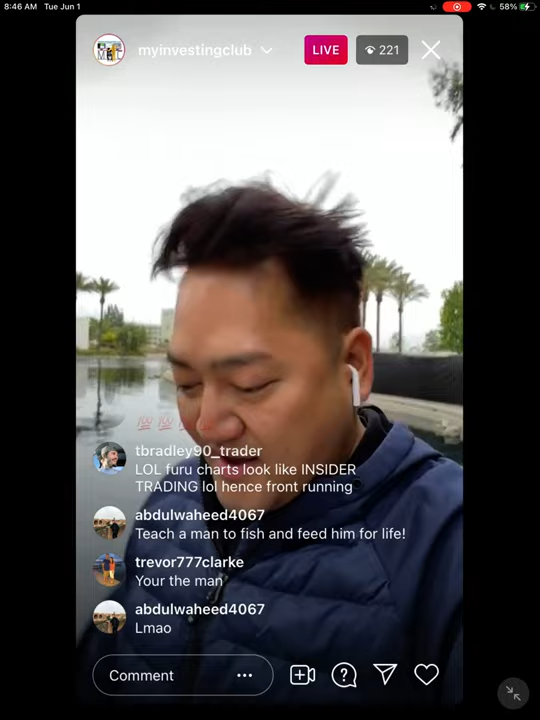 8:46 AM Tue Jun 1
58%
myinvestingclub
LIVE
221
💯 💯 💯 💯
tbradley90_trader
LOL furu charts look like INSIDER
TRADING lol hence front running
abdulwaheed4067
Teach a man to fish and feed him for life!
trevor777clarke
Your the man
abdulwaheed4067
Lmao
Comment